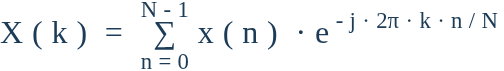 N - 1
X ( k ) = ∑ x ( n ) · e - j · 2π · k · n / N
n = 0